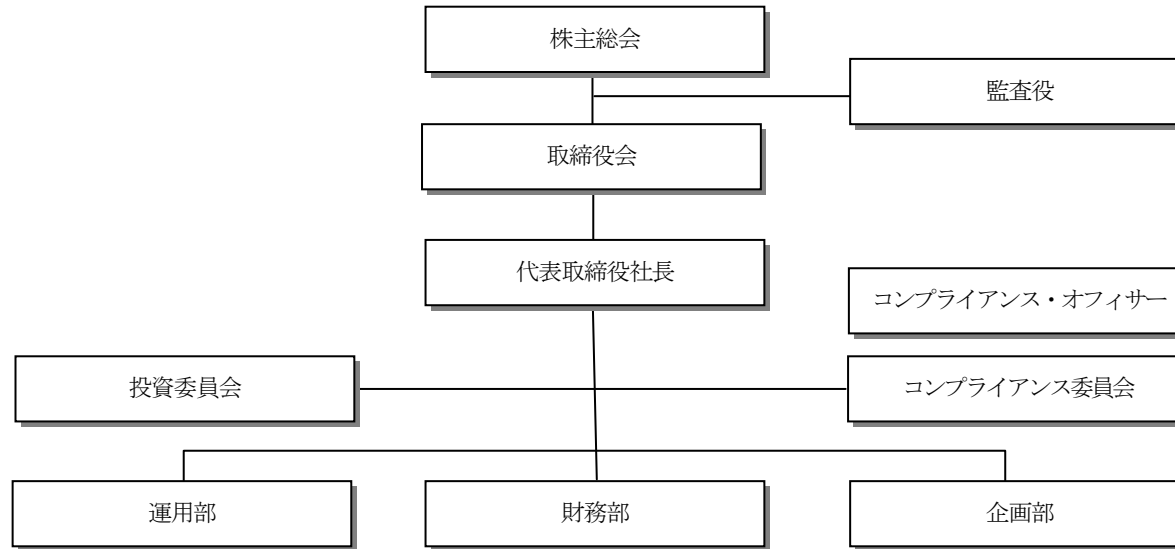 株主総会
監査役
取締役会
代表取締役社長
コンプライアンス・オフィサー
投資委員会
コンプライアンス委員会
運用部
財務部
企画部